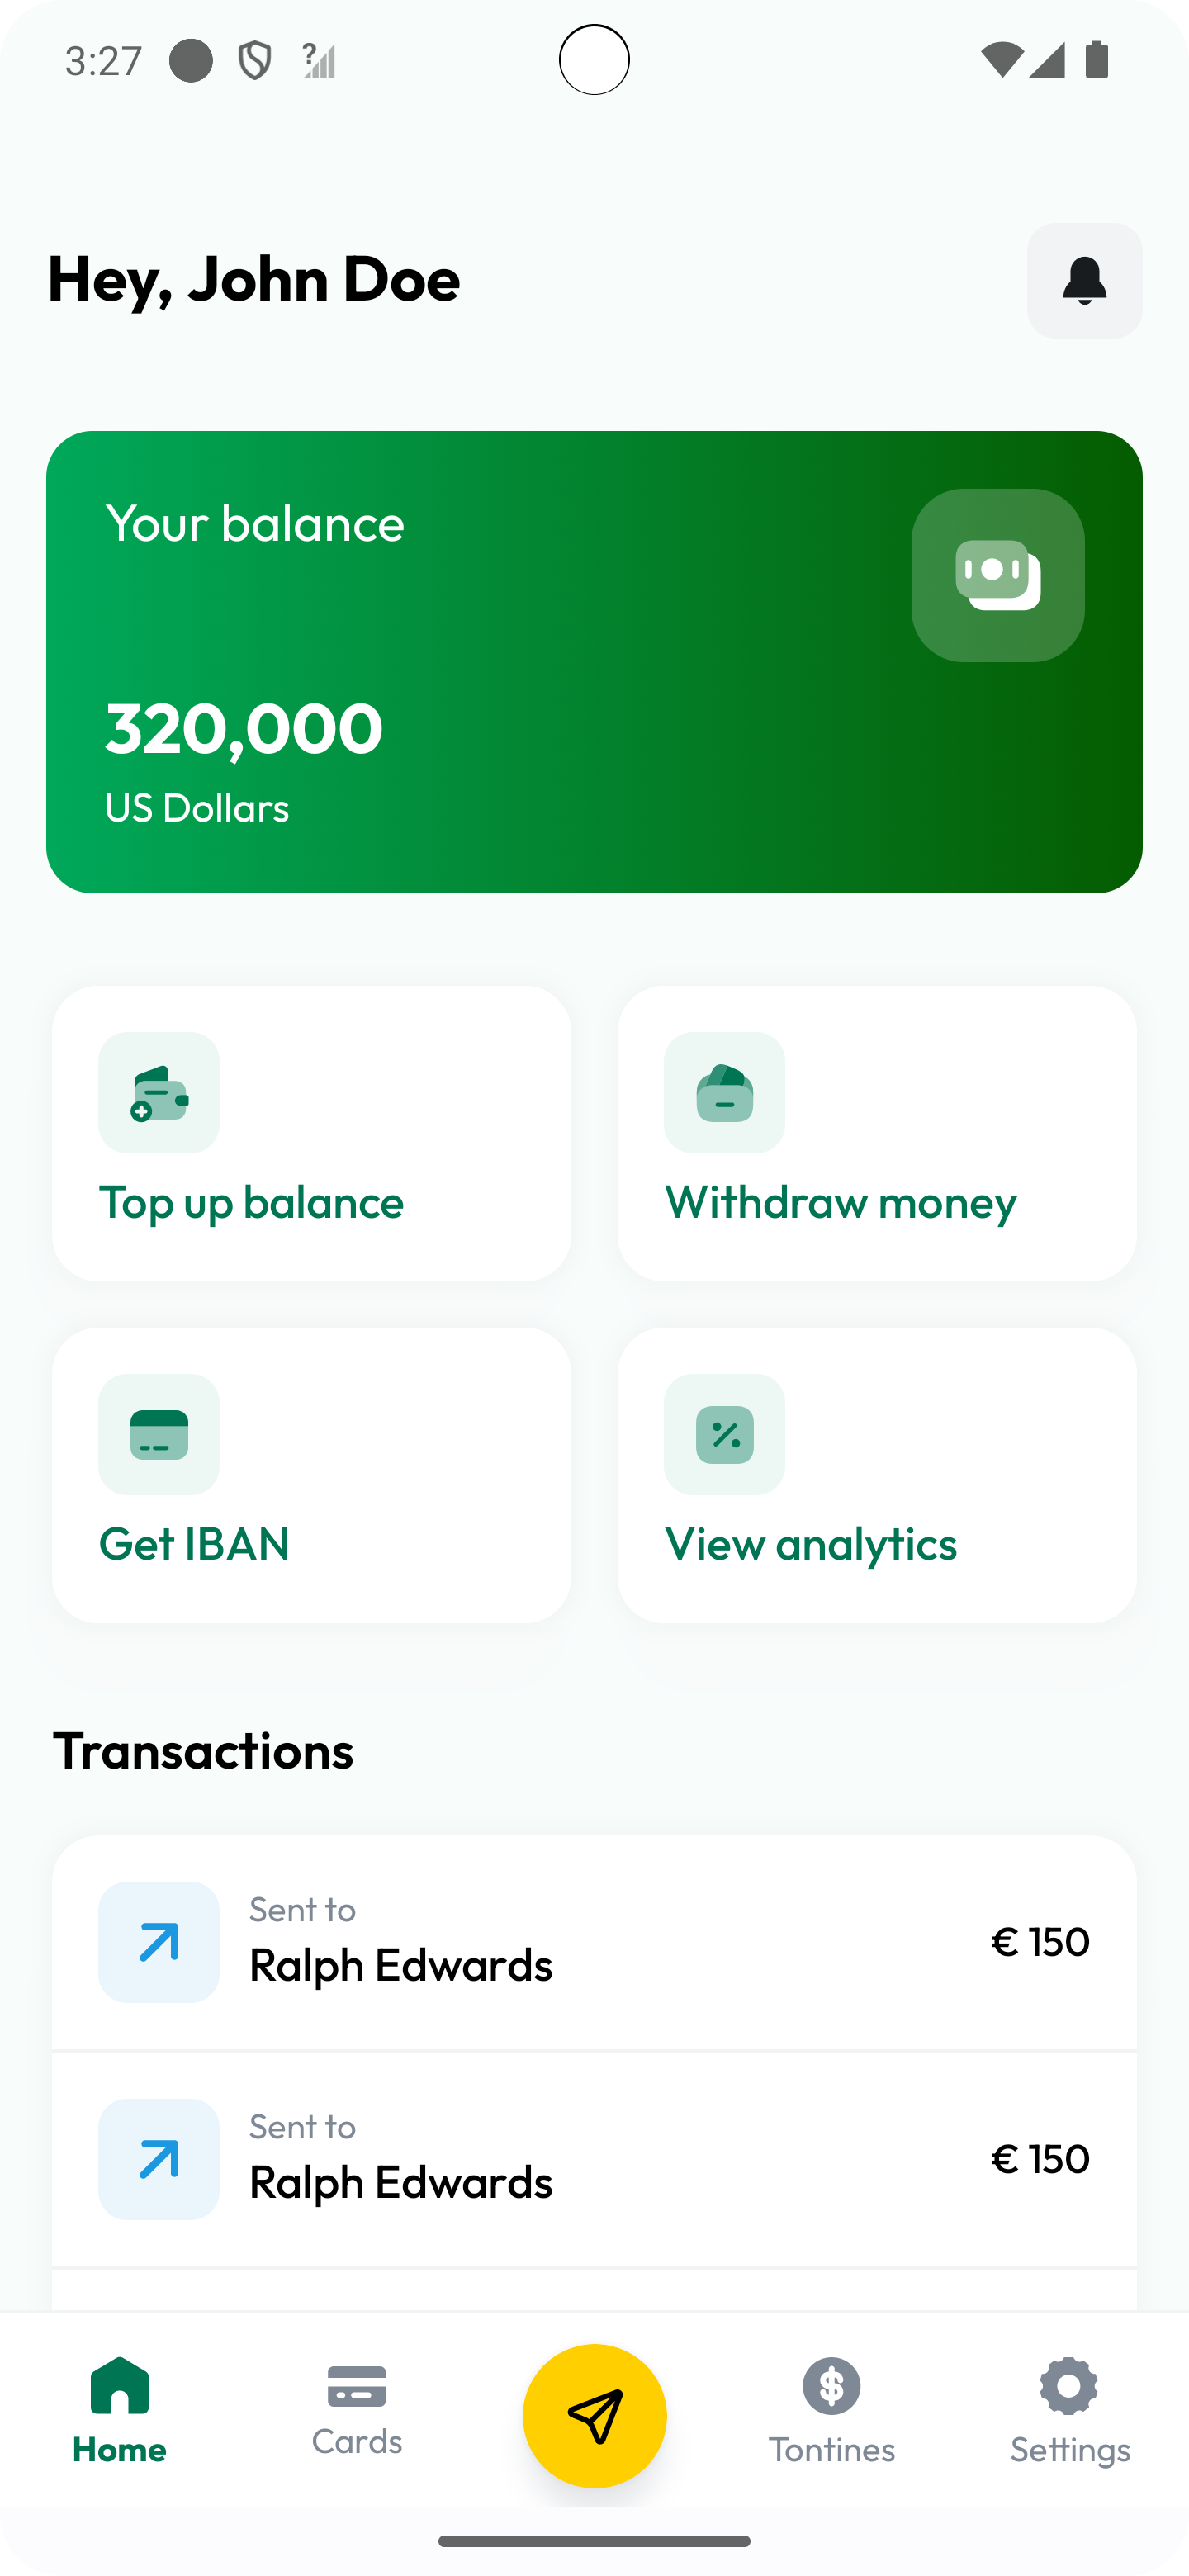 3:27
?
Hey, John Doe
Your balance
320,000
US Dollars
Top up balance
Withdraw money
Get IBAN
View analytics
Transactions
Sent to
Ralph Edwards
€ 150
Sent to
Ralph Edwards
€ 150
Home
Cards
Tontines
Settings